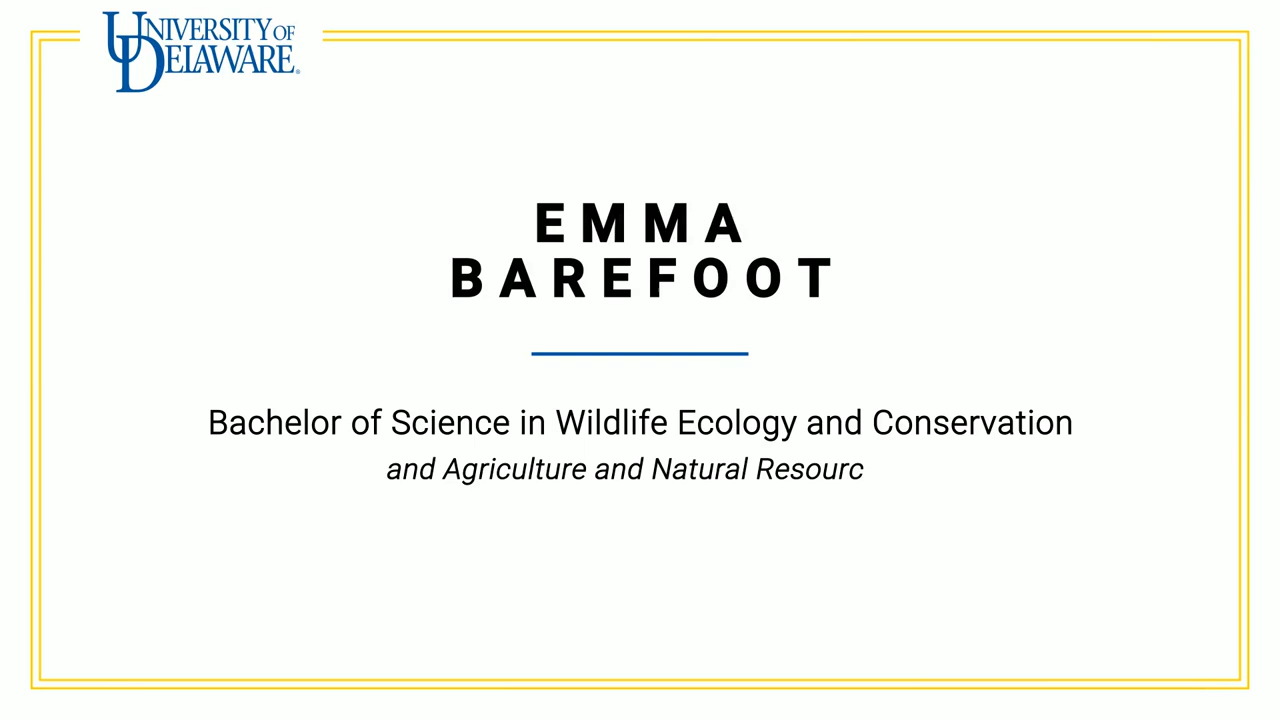 UNIVERSITY OF
DELAWARE
EMMA
BAREFOOT
Bachelor of Science in Wildlife Ecology and Conservation
and Agriculture and Natural Resourc